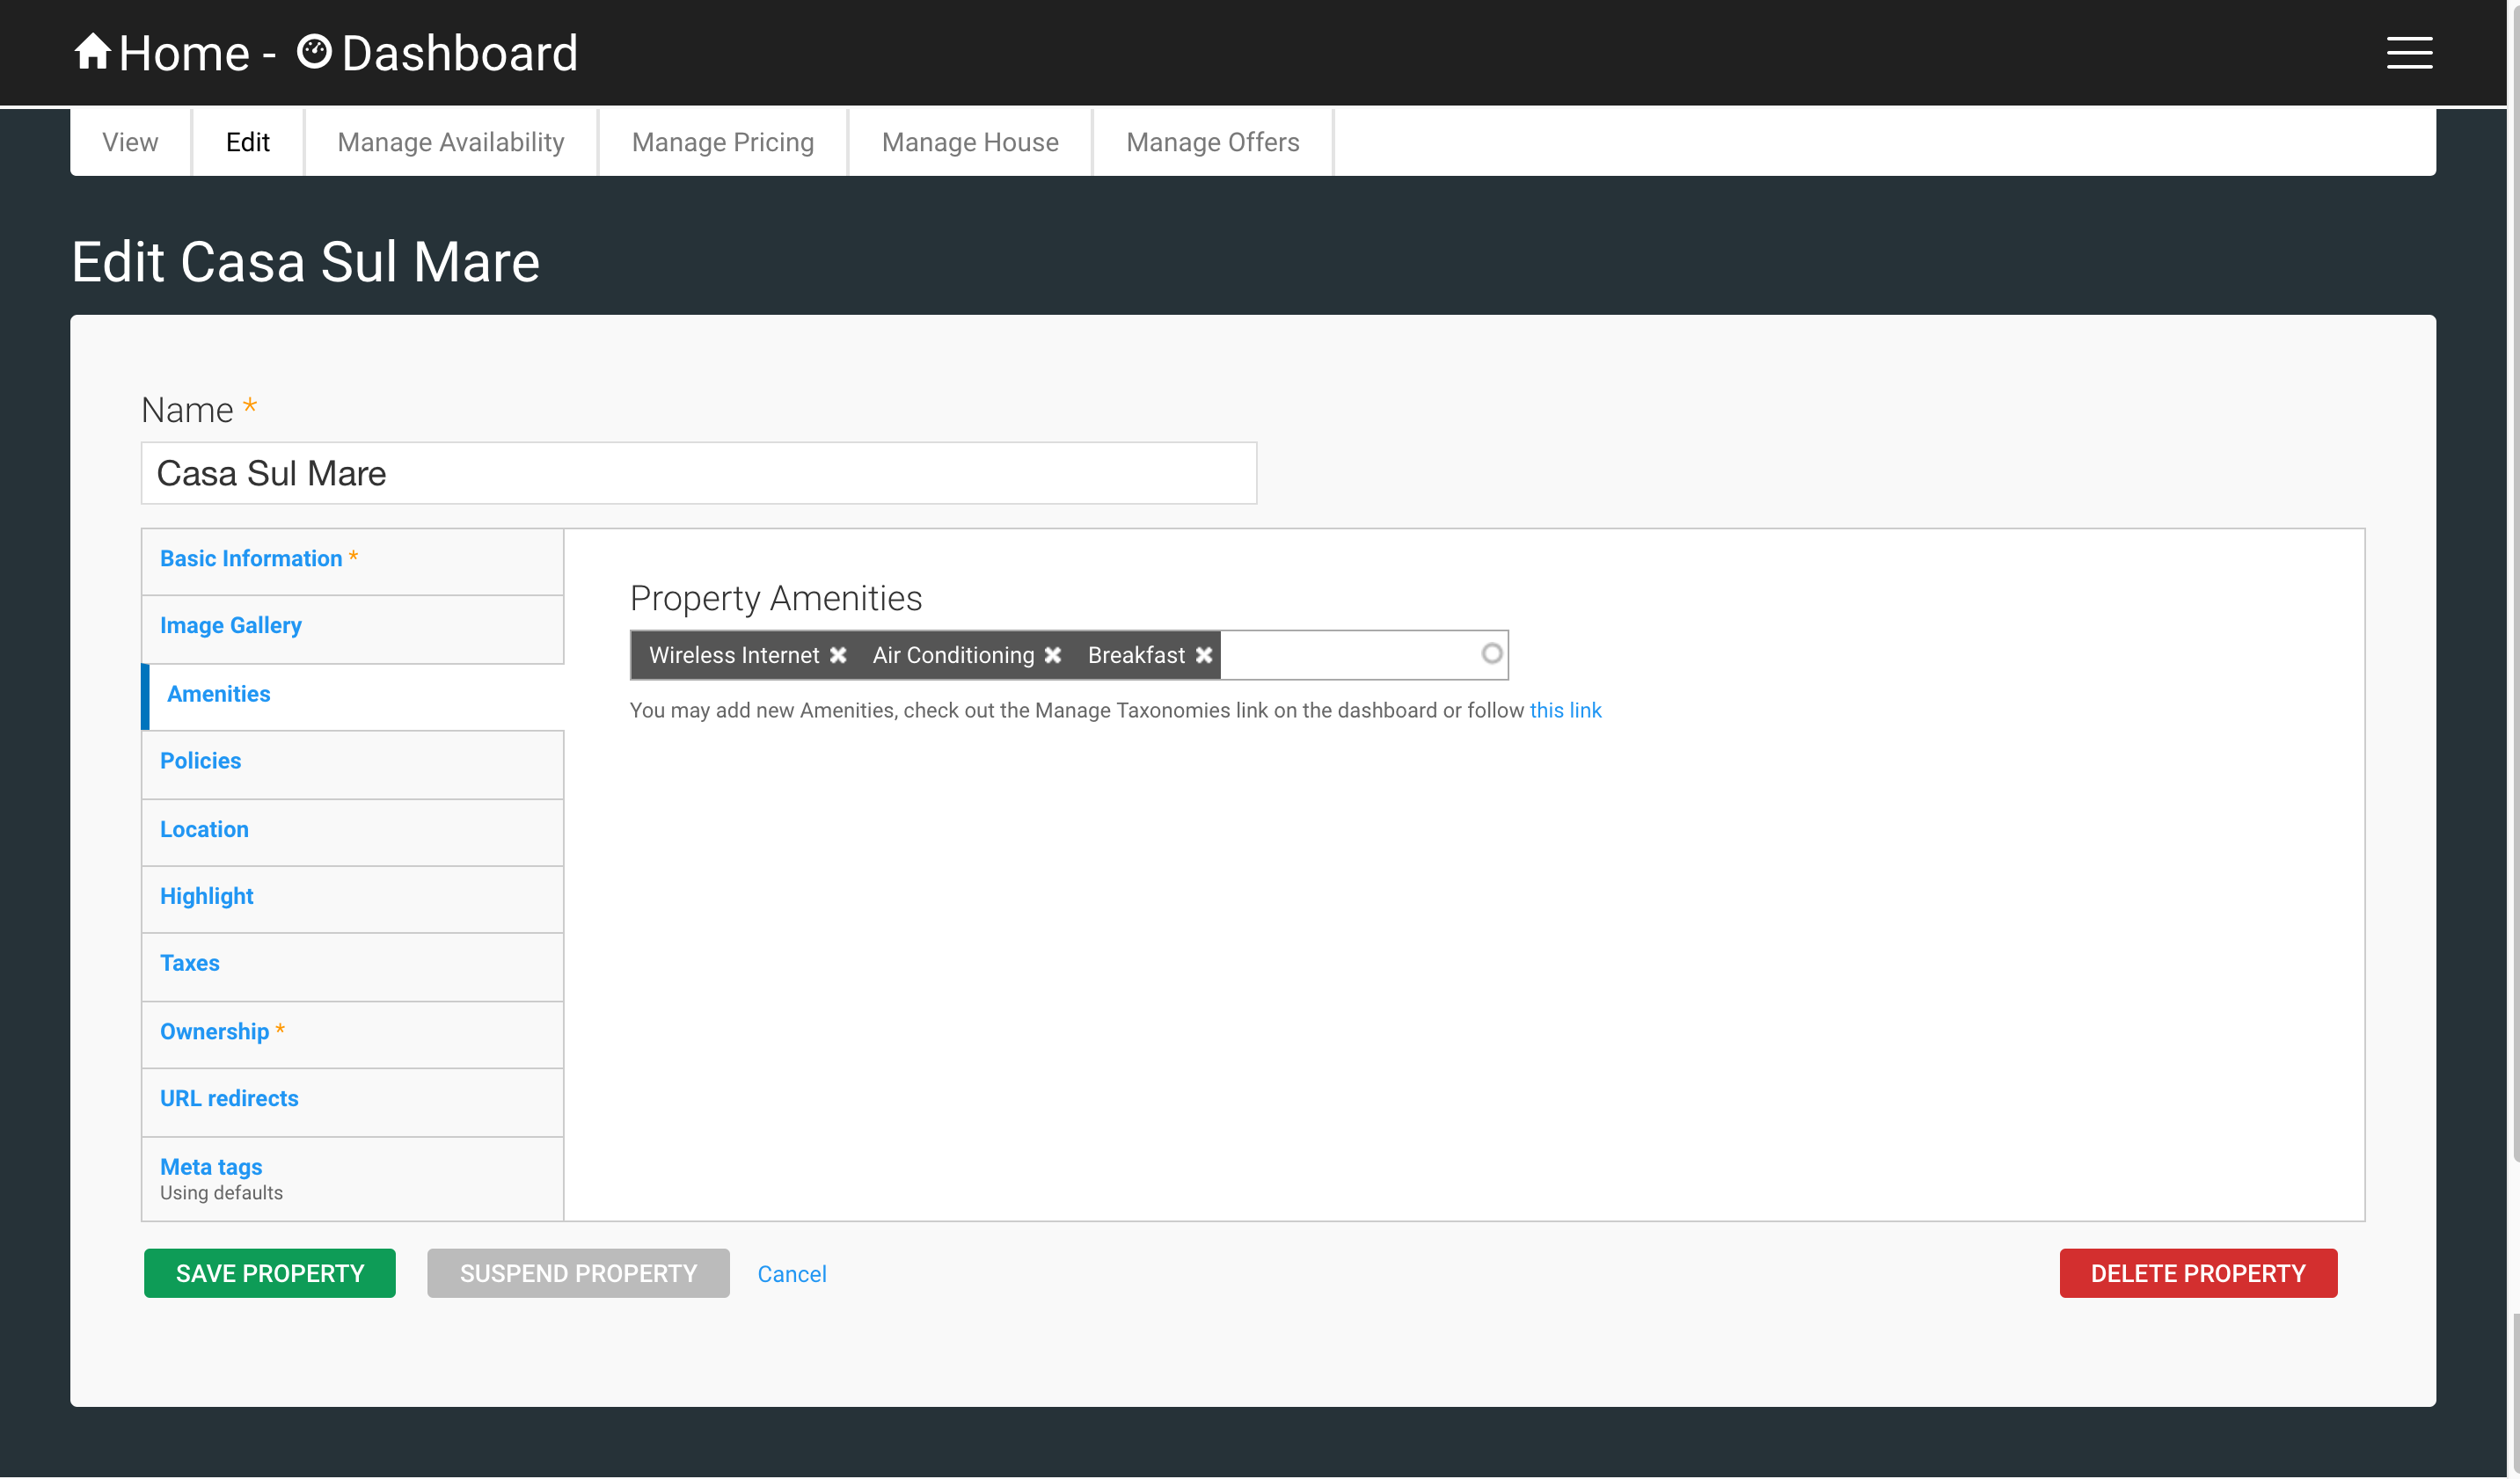 Home - Dashboard
View Edit Manage Availability Manage Pricing Manage House Manage Offers
Edit Casa Sul Mare
Name *
Casa Sul Mare
Basic Information *
Image Gallery
Amenities
Policies
Location
Highlight
Taxes
Ownership *
URL redirects
Meta tags
Using defaults
Property Amenities
Wireless Internet Air Conditioning Breakfast
You may add new Amenities, check out the Manage Taxonomies link on the dashboard or follow this link
SAVE PROPERTY SUSPEND PROPERTY Cancel DELETE PROPERTY